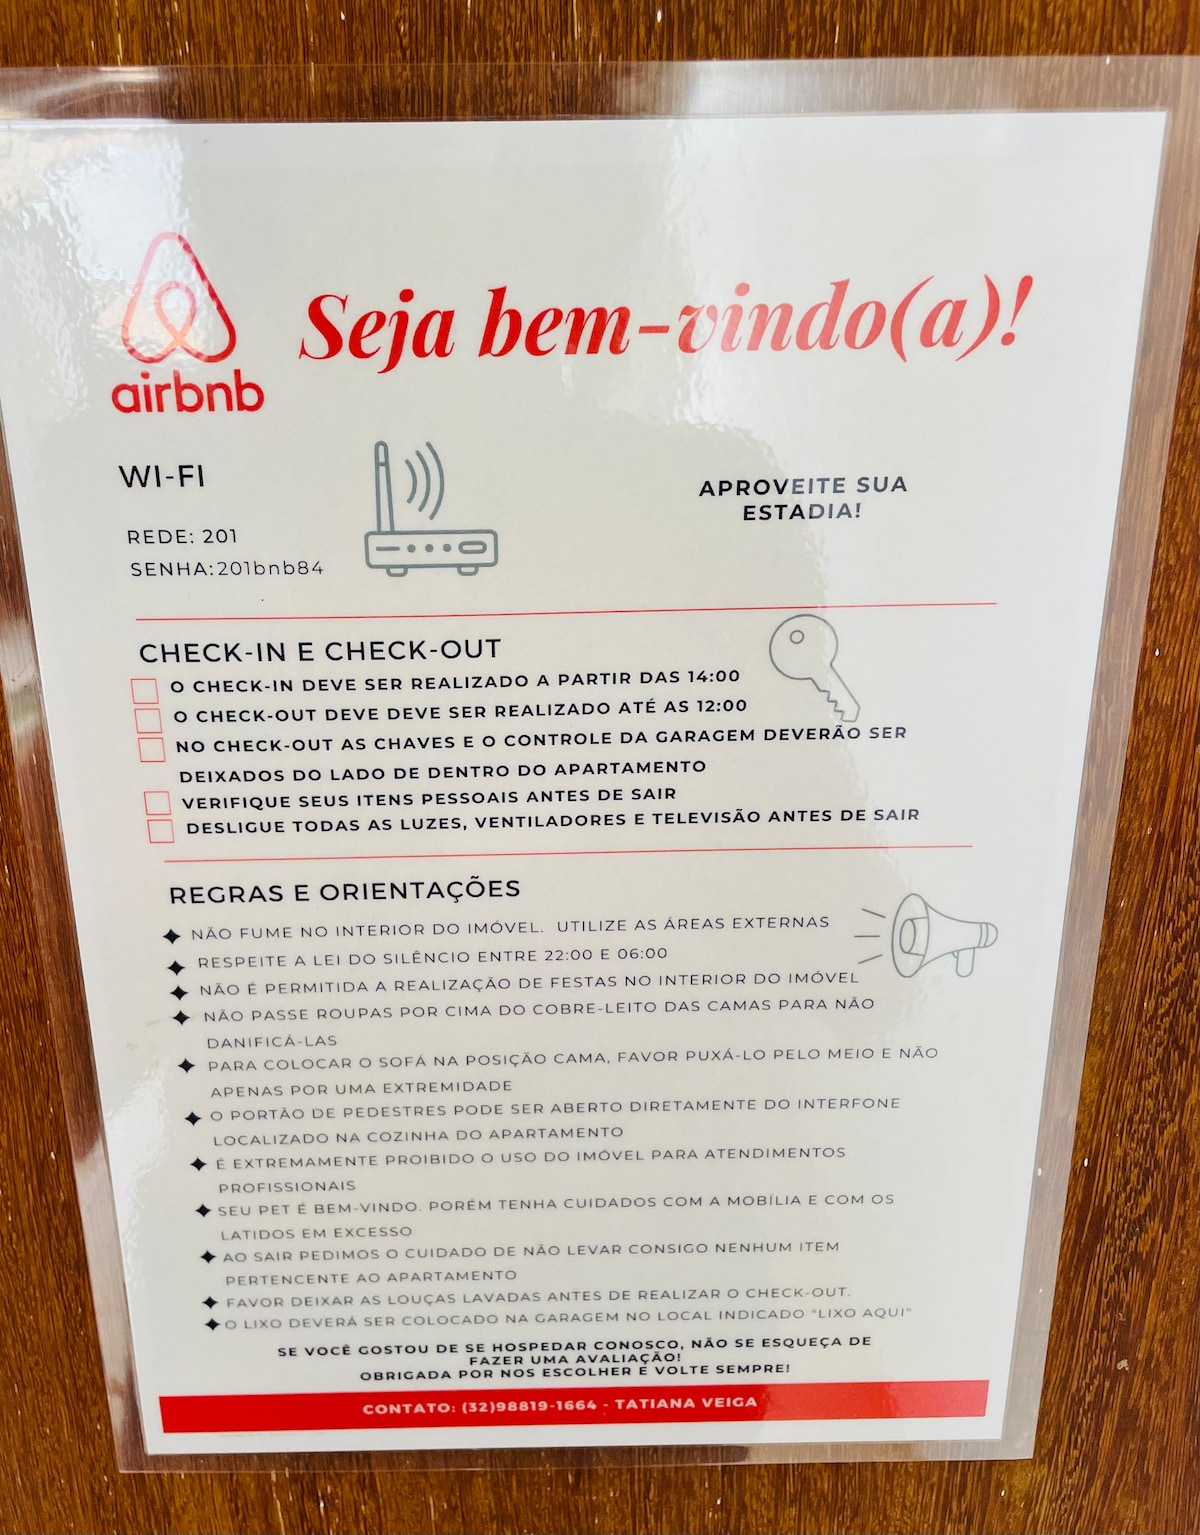 airbnb
Seja bem-vindo(a)!
WI-FI
REDE: 201
SENHA:201bnb84
APROVEITE SUA
ESTADIA!
CHECK-IN E CHECK-OUT
O CHECK-IN DEVE SER REALIZADO A PARTIR DAS 14:00
O CHECK-OUT DEVE DEVE SER REALIZADO ATÉ AS 12:00
NO CHECK-OUT AS CHAVES E O CONTROLE DA GARAGEM DEVERÃO SER
DEIXADOS DO LADO DE DENTRO DO APARTAMENTO
VERIFIQUE SEUS ITENS PESSOAIS ANTES DE SAIR
DESLIGUE TODAS AS LUZES, VENTILADORES E TELEVISÃO ANTES DE SAIR
REGRAS E ORIENTAÇÕES
NÃO FUME NO INTERIOR DO IMÓVEL. UTILIZE AS ÁREAS EXTERNAS
RESPEITE A LEI DO SILÊNCIO ENTRE 22:00 E 06:00
NÃO É PERMITIDA A REALIZAÇÃO DE FESTAS NO INTERIOR DO IMÓVEL
NÃO PASSE ROUPAS POR CIMA DO COBRE-LEITO DAS CAMAS PARA NÃO
DANIFICÁ-LAS
PARA COLOCAR O SOFÁ NA POSIÇÃO CAMA, FAVOR PUXÁ-LO PELO MEIO E NÃO
APENAS POR UMA EXTREMIDADE
O PORTÃO DE PEDESTRES PODE SER ABERTO DIRETAMENTE DO INTERFONE
LOCALIZADO NA COZINHA DO APARTAMENTO
É EXTREMAMENTE PROIBIDO O USO DO IMÓVEL PARA ATENDIMENTOS
PROFISSIONAIS
SEU PET É BEM-VINDO. PORÉM TENHA CUIDADOS COM A MOBÍLIA E COM OS
LATIDOS EM EXCESSO
AO SAIR PEDIMOS O CUIDADO DE NÃO LEVAR CONSIGO NENHUM ITEM
PERTENCENTE AO APARTAMENTO
FAVOR DEIXAR AS LOUÇAS LAVADAS ANTES DE REALIZAR O CHECK-OUT.
O LIXO DEVERÁ SER COLOCADO NA GARAGEM NO LOCAL INDICADO "LIXO AQUI"
SE VOCÊ GOSTOU DE SE HOSPEDAR CONOSCO, NÃO SE ESQUEÇA DE
FAZER UMA AVALIAÇÃO!
OBRIGADA POR NOS ESCOLHER E VOLTE SEMPRE!
CONTATO: (32)98819-1664 - TATIANA VEIGA